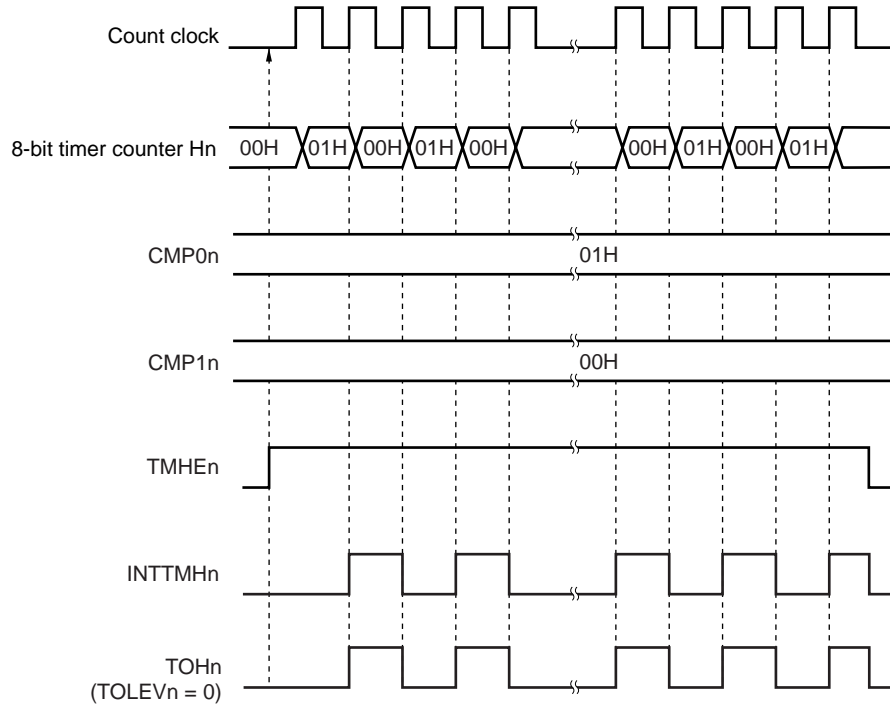 Count clock
8-bit timer counter Hn 00H 01H 00H 01H 00H 00H 01H 00H 01H
CMP0n 01H
CMP1n 00H
TMHEn
INTTMHn
TOHn
(TOLEVn = 0)